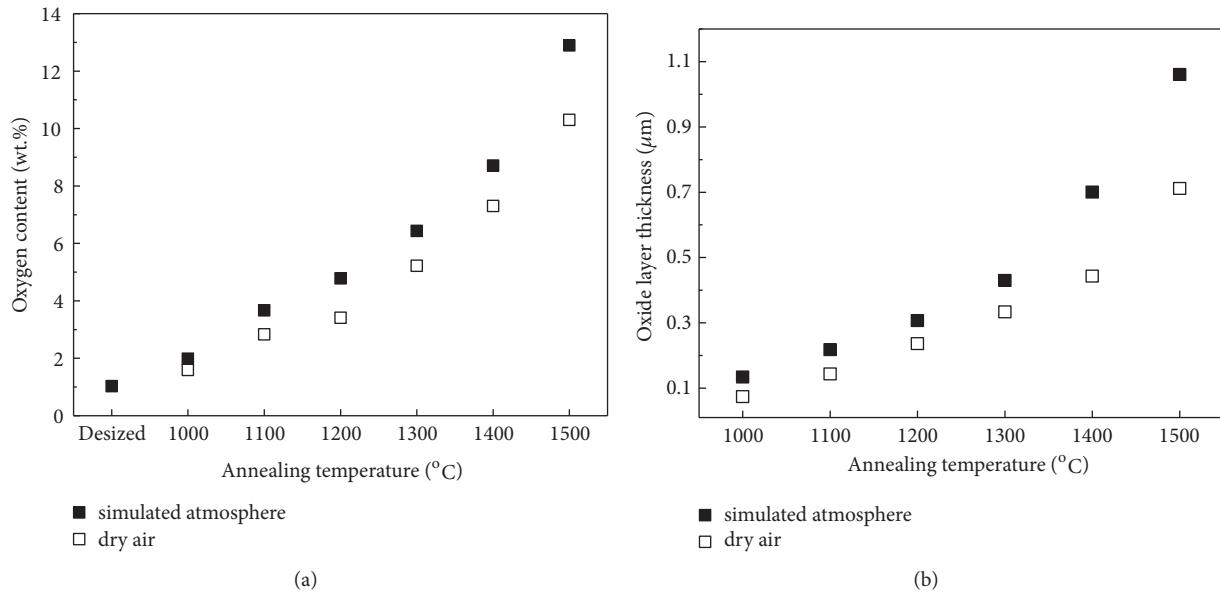 14
12
10
8
6
4
2
0
Oxygen content (wt.%)
Desized 1000 1100 1200 1300 1400 1500
Annealing temperature (°C)
simulated atmosphere
dry air
(a)
1.1
0.9
0.7
0.5
0.3
0.1
Oxide layer thickness (μm)
1000 1100 1200 1300 1400 1500
Annealing temperature (°C)
simulated atmosphere
dry air
(b)